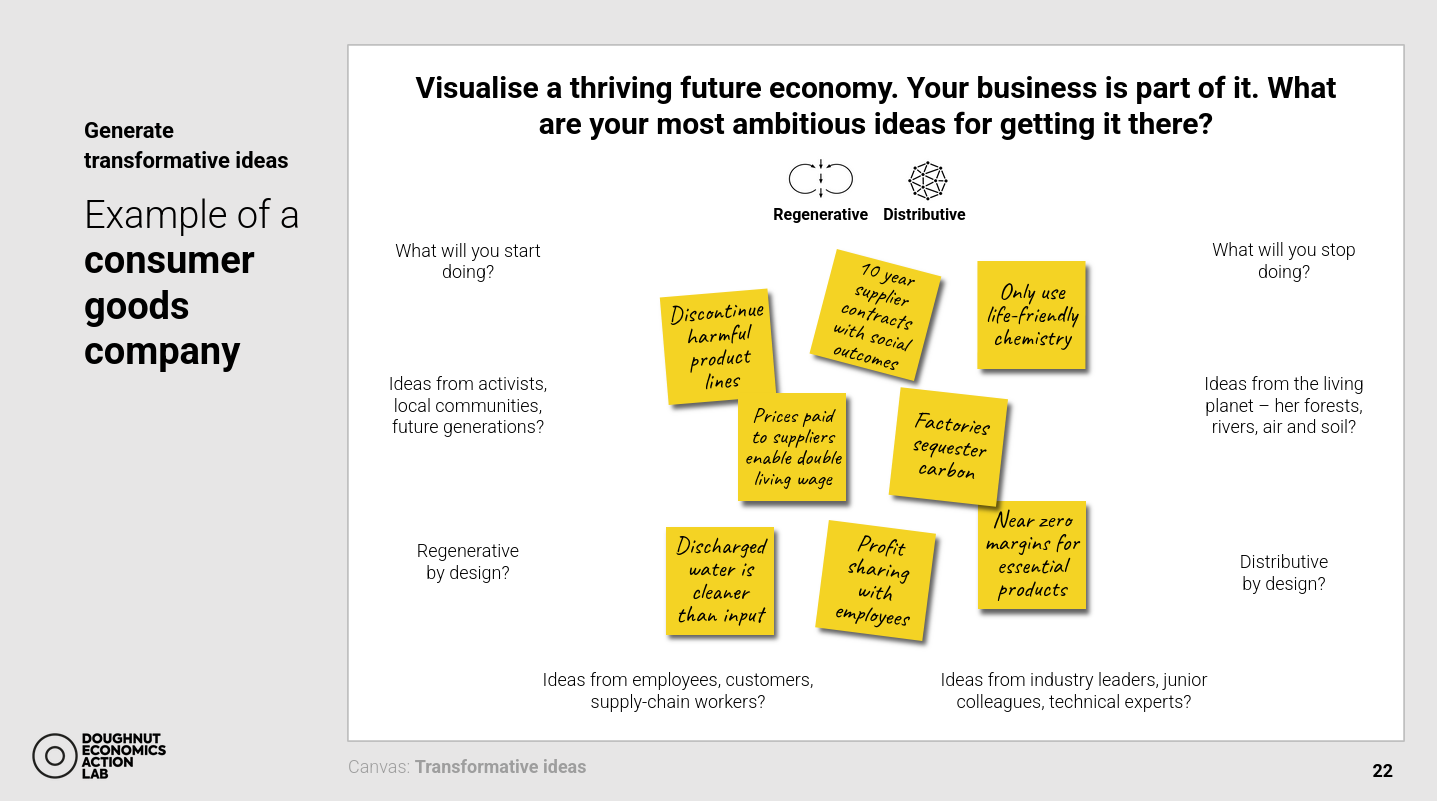 Generate
transformative ideas
Example of a
consumer
goods
company
Visualise a thriving future economy. Your business is part of it. What
are your most ambitious ideas for getting it there?
Regenerative
Distributive
What will you start
doing?
What will you stop
doing?
Discontinue
harmful
product
lines
10 year
supplier
contracts
with social
outcomes
Only use
life-friendly
chemistry
Ideas from activists,
local communities,
future generations?
Ideas from the living
planet – her forests,
rivers, air and soil?
Prices paid
to suppliers
enable double
living wage
Factories
sequester
carbon
Regenerative
by design?
Discharged
water is
cleaner
than input
Profit
sharing
with
employees
Near zero
margins for
essential
products
Distributive
by design?
Ideas from employees, customers,
supply-chain workers?
Ideas from industry leaders, junior
colleagues, technical experts?
DOUGHNUT
ECONOMICS
ACTION
LAB
Canvas: Transformative ideas
22